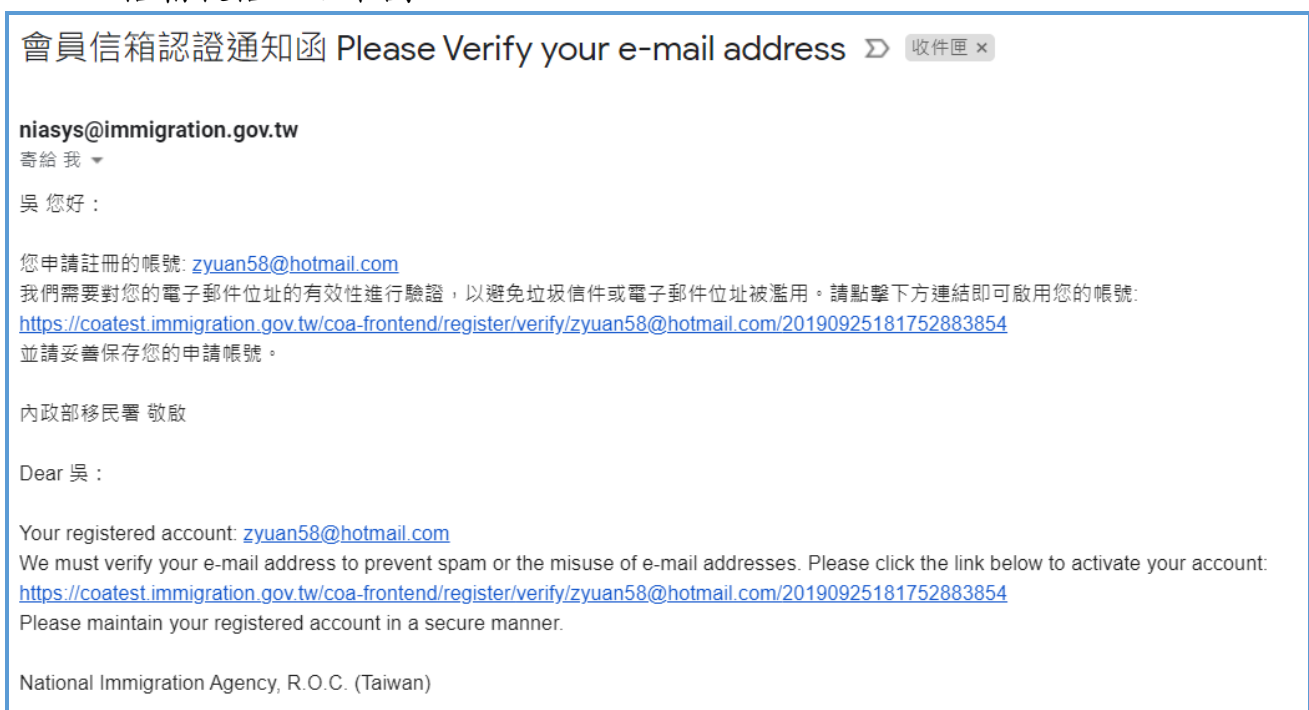 會員信箱認證通知函 Please Verify your e-mail address 收件匣 ×
niasys@immigration.gov.tw
寄給 我
吳 您好：
您申請註冊的帳號: zyuan58@hotmail.com
我們需要對您的電子郵件位址的有效性進行驗證，以避免垃圾信件或電子郵件位址被濫用。請點擊下方連結即可啟用您的帳號:
https://coatest.immigration.gov.tw/coa-frontend/register/verify/zyuan58@hotmail.com/20190925181752883854
並請妥善保存您的申請帳號。
內政部移民署 敬啟
Dear 吳：
Your registered account: zyuan58@hotmail.com
We must verify your e-mail address to prevent spam or the misuse of e-mail addresses. Please click the link below to activate your account:
https://coatest.immigration.gov.tw/coa-frontend/register/verify/zyuan58@hotmail.com/20190925181752883854
Please maintain your registered account in a secure manner.
National Immigration Agency, R.O.C. (Taiwan)